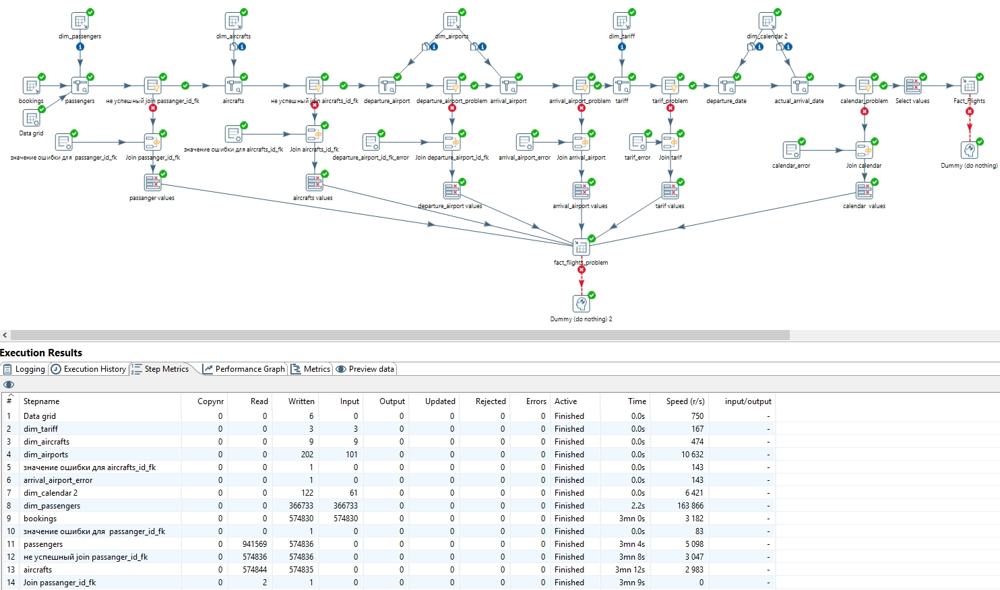 dim_passengers
dim_aircrafts
dim_airports
dim_tariff
dim_calendar 2
bookings
passengers
не успешный join passanger_id_fk
aircrafts
не успешный join aircrafts_id_fk
departure_airport
departure_airport_problem
arrival_airport
arrival_airport_problem
tariff
tarif_problem
departure_date
actual_arrival_date
calendar_problem
Select values
Fact_Flights
Data grid
значение ошибки для passanger_id_fk
Join passanger_id_fk
значение ошибки для aircrafts_id_fk
Join aircrafts_id_fk
departure_airport_id_fk_error
Join departure_airport_id_fk
arrival_airport_error
Join arrival_airport
tarif_error
Join tarif
calendar_error
Join calendar
Dummy (do nothing)
passanger values
aircrafts values
departure_airport values
arrival_airport values
tarif values
calendar values
fact_flights_problem
Dummy (do nothing) 2
Execution Results
Logging Execution History Step Metrics Performance Graph Metrics Preview data
# Stepname Copynr Read Written Input Output Updated Rejected Errors Active Time Speed (r/s) input/output
1 Data grid 0 0 6 0 0 0 0 0 Finished 0.0s 750 -
2 dim_tariff 0 0 3 3 0 0 0 0 Finished 0.0s 167 -
3 dim_aircrafts 0 0 9 9 0 0 0 0 Finished 0.0s 474 -
4 dim_airports 0 0 202 101 0 0 0 0 Finished 0.0s 10 632 -
5 значение ошибки для aircrafts_id_fk 0 0 1 0 0 0 0 0 Finished 0.0s 143 -
6 arrival_airport_error 0 0 1 0 0 0 0 0 Finished 0.0s 143 -
7 dim_calendar 2 0 0 122 61 0 0 0 0 Finished 0.0s 6 421 -
8 dim_passengers 0 0 366733 366733 0 0 0 0 Finished 2.2s 163 866 -
9 bookings 0 0 574830 574830 0 0 0 0 Finished 3mn 0s 3 182 -
10 значение ошибки для passanger_id_fk 0 0 1 0 0 0 0 0 Finished 0.0s 83 -
11 passengers 0 941569 574836 0 0 0 0 0 Finished 3mn 4s 5 098 -
12 не успешный join passanger_id_fk 0 574836 574836 0 0 0 0 0 Finished 3mn 8s 3 047 -
13 aircrafts 0 574844 574835 0 0 0 0 0 Finished 3mn 12s 2 983 -
14 Join passanger_id_fk 0 2 1 0 0 0 0 0 Finished 3mn 9s 0 -